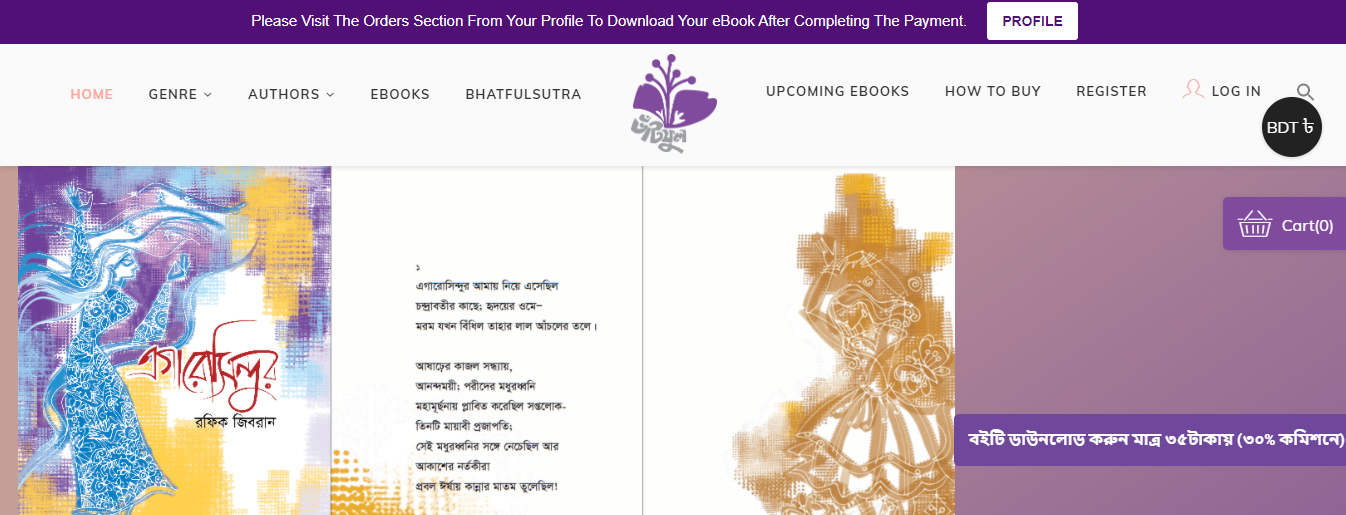 Please Visit The Orders Section From Your Profile To Download Your eBook After Completing The Payment.
PROFILE
HOME
GENRE
AUTHORS
EBOOKS
BHATFULSUTRA
ভাঁটফুল
UPCOMING EBOOKS
HOW TO BUY
REGISTER
LOG IN
BDT ৳
Cart(0)
এগারোসিন্দুর
রফিক জিবরান
১
এগারোসিন্দুর আমায় নিয়ে এসেছিল
চন্দ্রাবতীর কাছে; হৃদয়ের ওমে–
মরম যখন বিঁধিল তাহার লাল আঁচলের তলে।
আষাঢ়ের কাজল সন্ধ্যায়,
আনন্দময়ী; পরীদের মধুরধ্বনি
মহামূর্ছনায় প্লাবিত করেছিল সপ্তলোক-
তিনটি মায়াবী প্রজাপতি;
সেই মধুরধ্বনির সঙ্গে নেচেছিল আর
আকাশের নর্তকীরা
প্রবল ঈর্ষায় কান্নার মাতম তুলেছিল!
বইটি ডাউনলোড করুন মাত্র ৩৫টাকায় (৩০% কমিশনে)